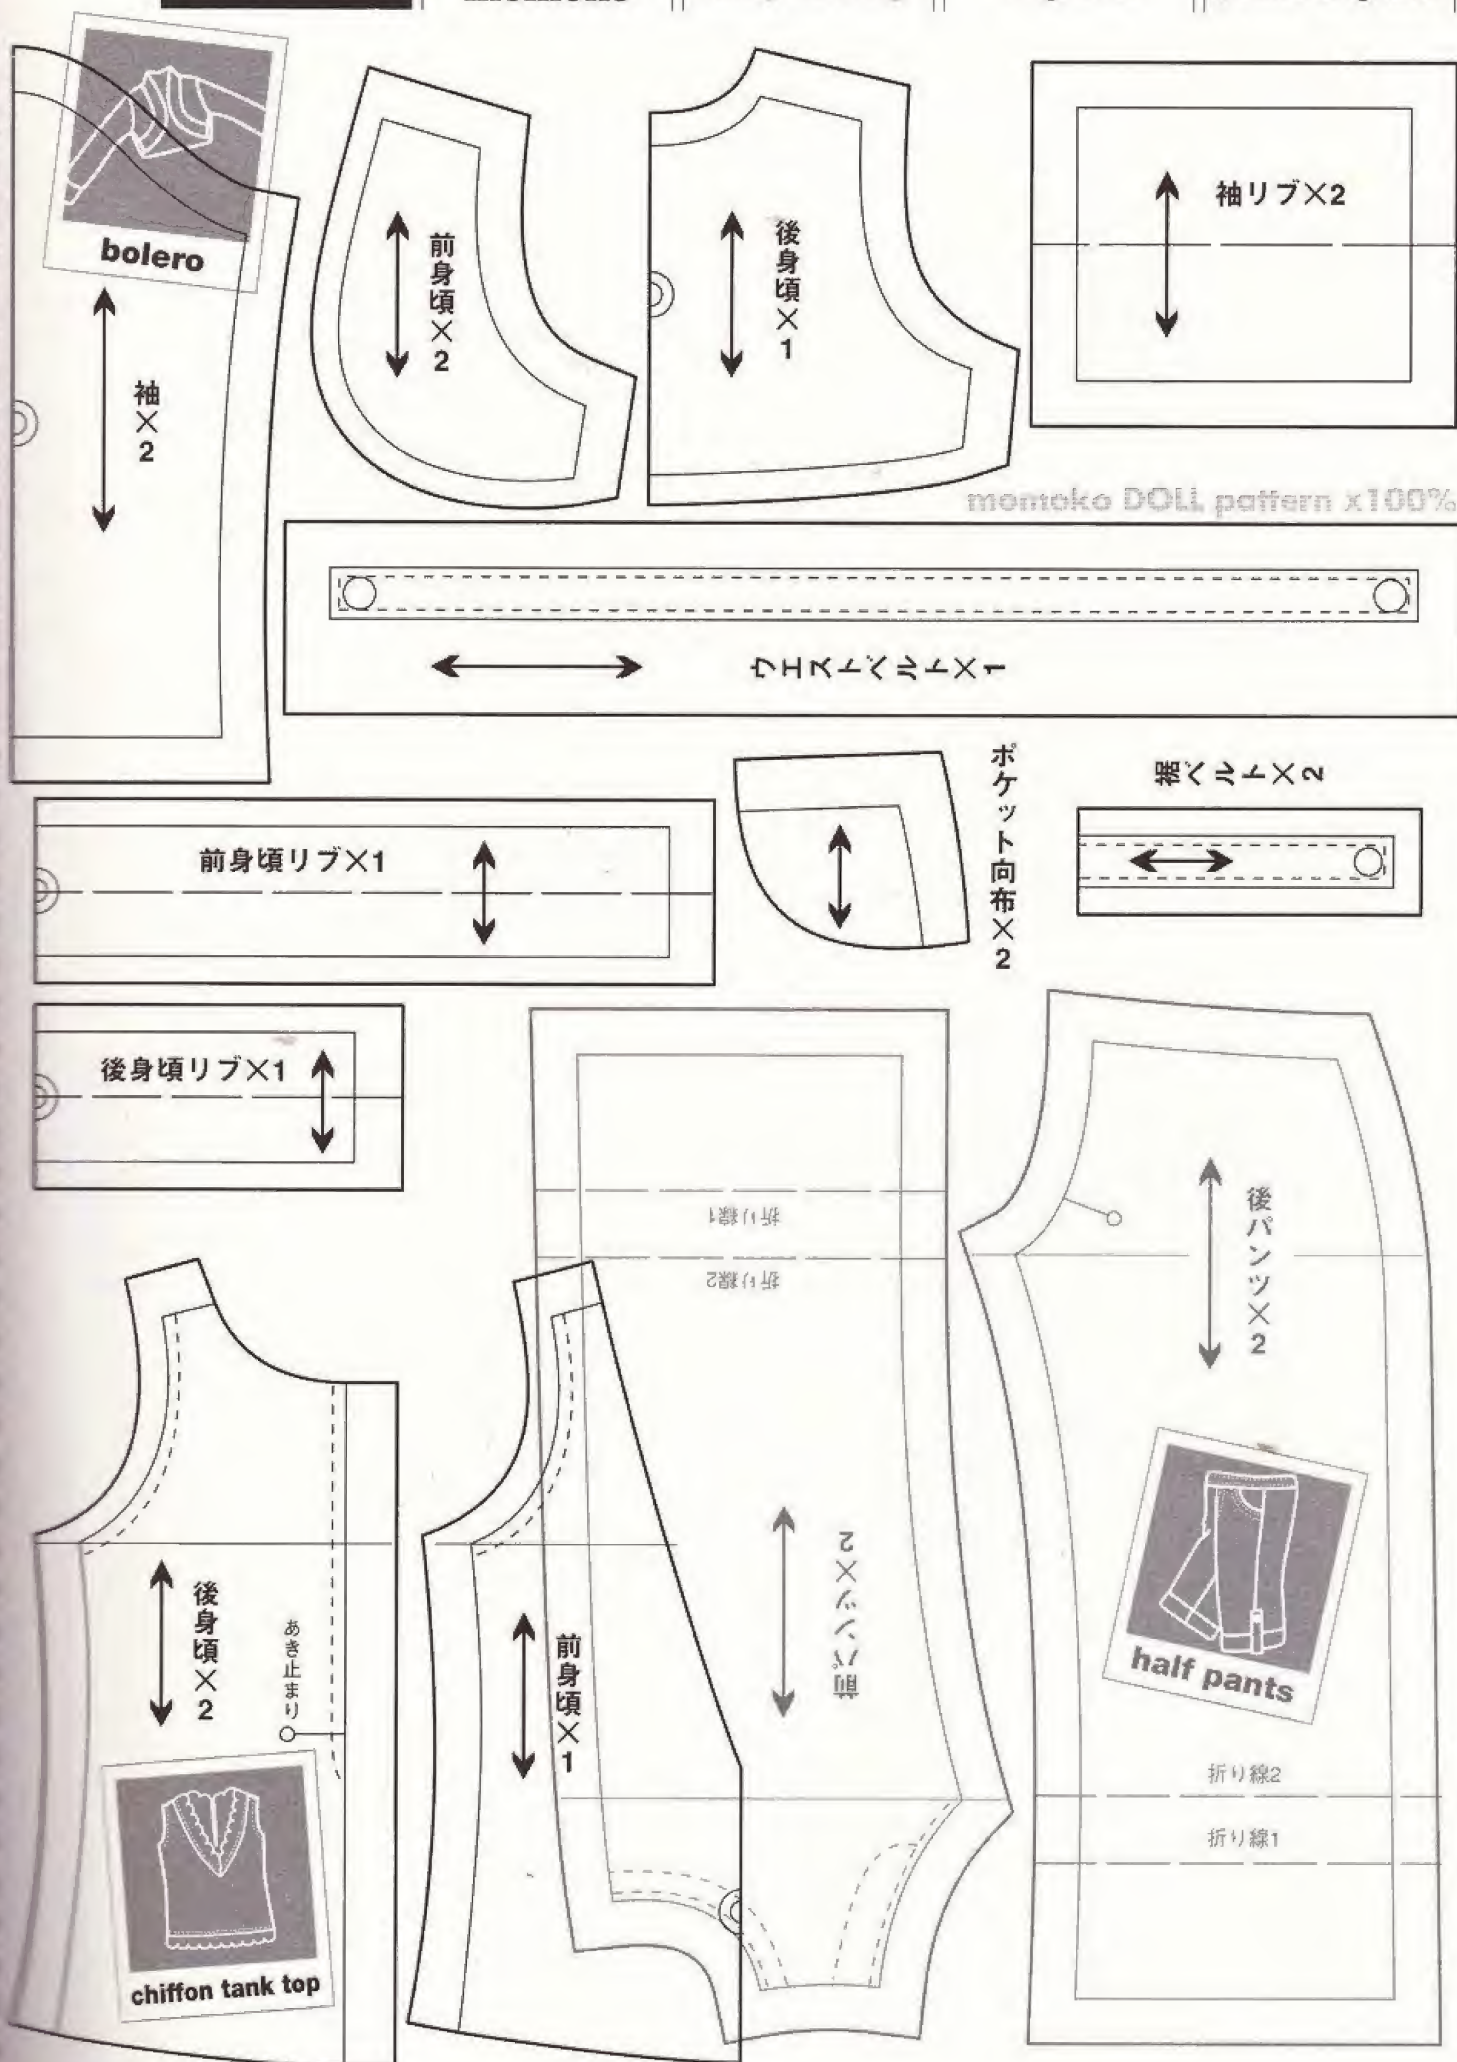 bolero
袖×2
前身頃×2
後身頃×1
袖リブ×2
momoko DOLL pattern x100%
ウエストベルト×1
ポケット向布×2
裾ベルト×2
前身頃リブ×1
後身頃リブ×1
折り線1
折り線2
後パンツ×2
前パンツ×2
half pants
後身頃×2
あき止まり
前身頃×1
折り線2
折り線1
chiffon tank top